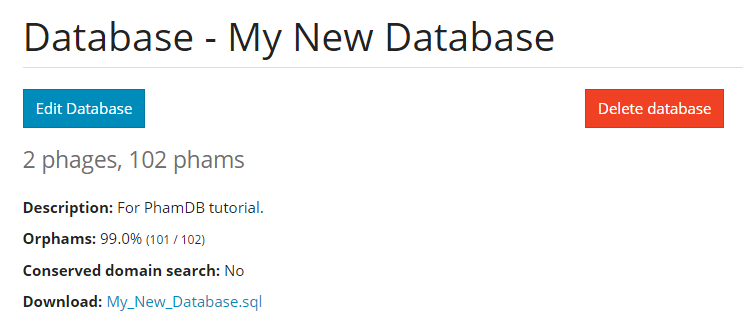 Database - My New Database
Edit Database
Delete database
2 phages, 102 phams
Description: For PhamDB tutorial.
Orphams: 99.0% (101 / 102)
Conserved domain search: No
Download: My_New_Database.sql